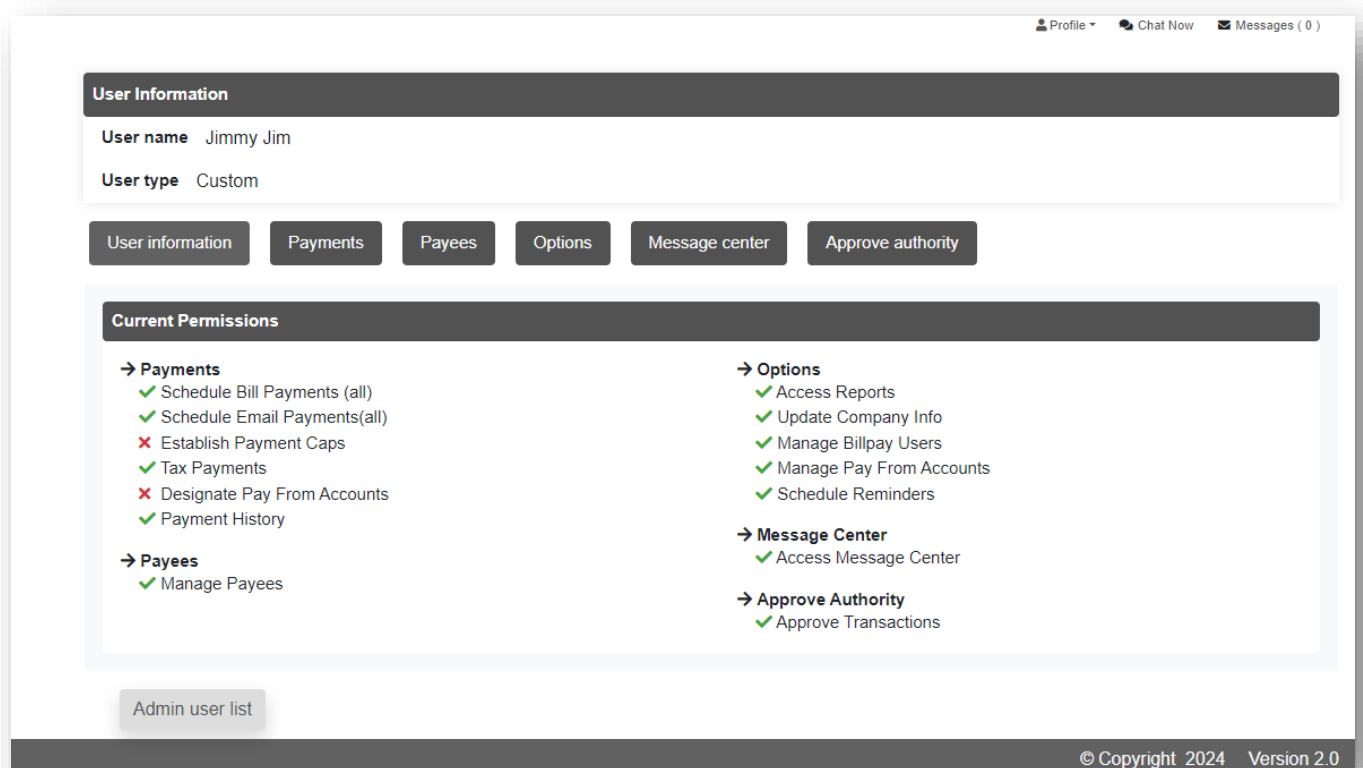 Profile
Chat Now
Messages ( 0 )
User Information
User name Jimmy Jim
User type Custom
User information
Payments
Payees
Options
Message center
Approve authority
Current Permissions
Payments
Schedule Bill Payments (all)
Schedule Email Payments(all)
Establish Payment Caps
Tax Payments
Designate Pay From Accounts
Payment History
Payees
Manage Payees
Options
Access Reports
Update Company Info
Manage Billpay Users
Manage Pay From Accounts
Schedule Reminders
Message Center
Access Message Center
Approve Authority
Approve Transactions
Admin user list
© Copyright 2024 Version 2.0